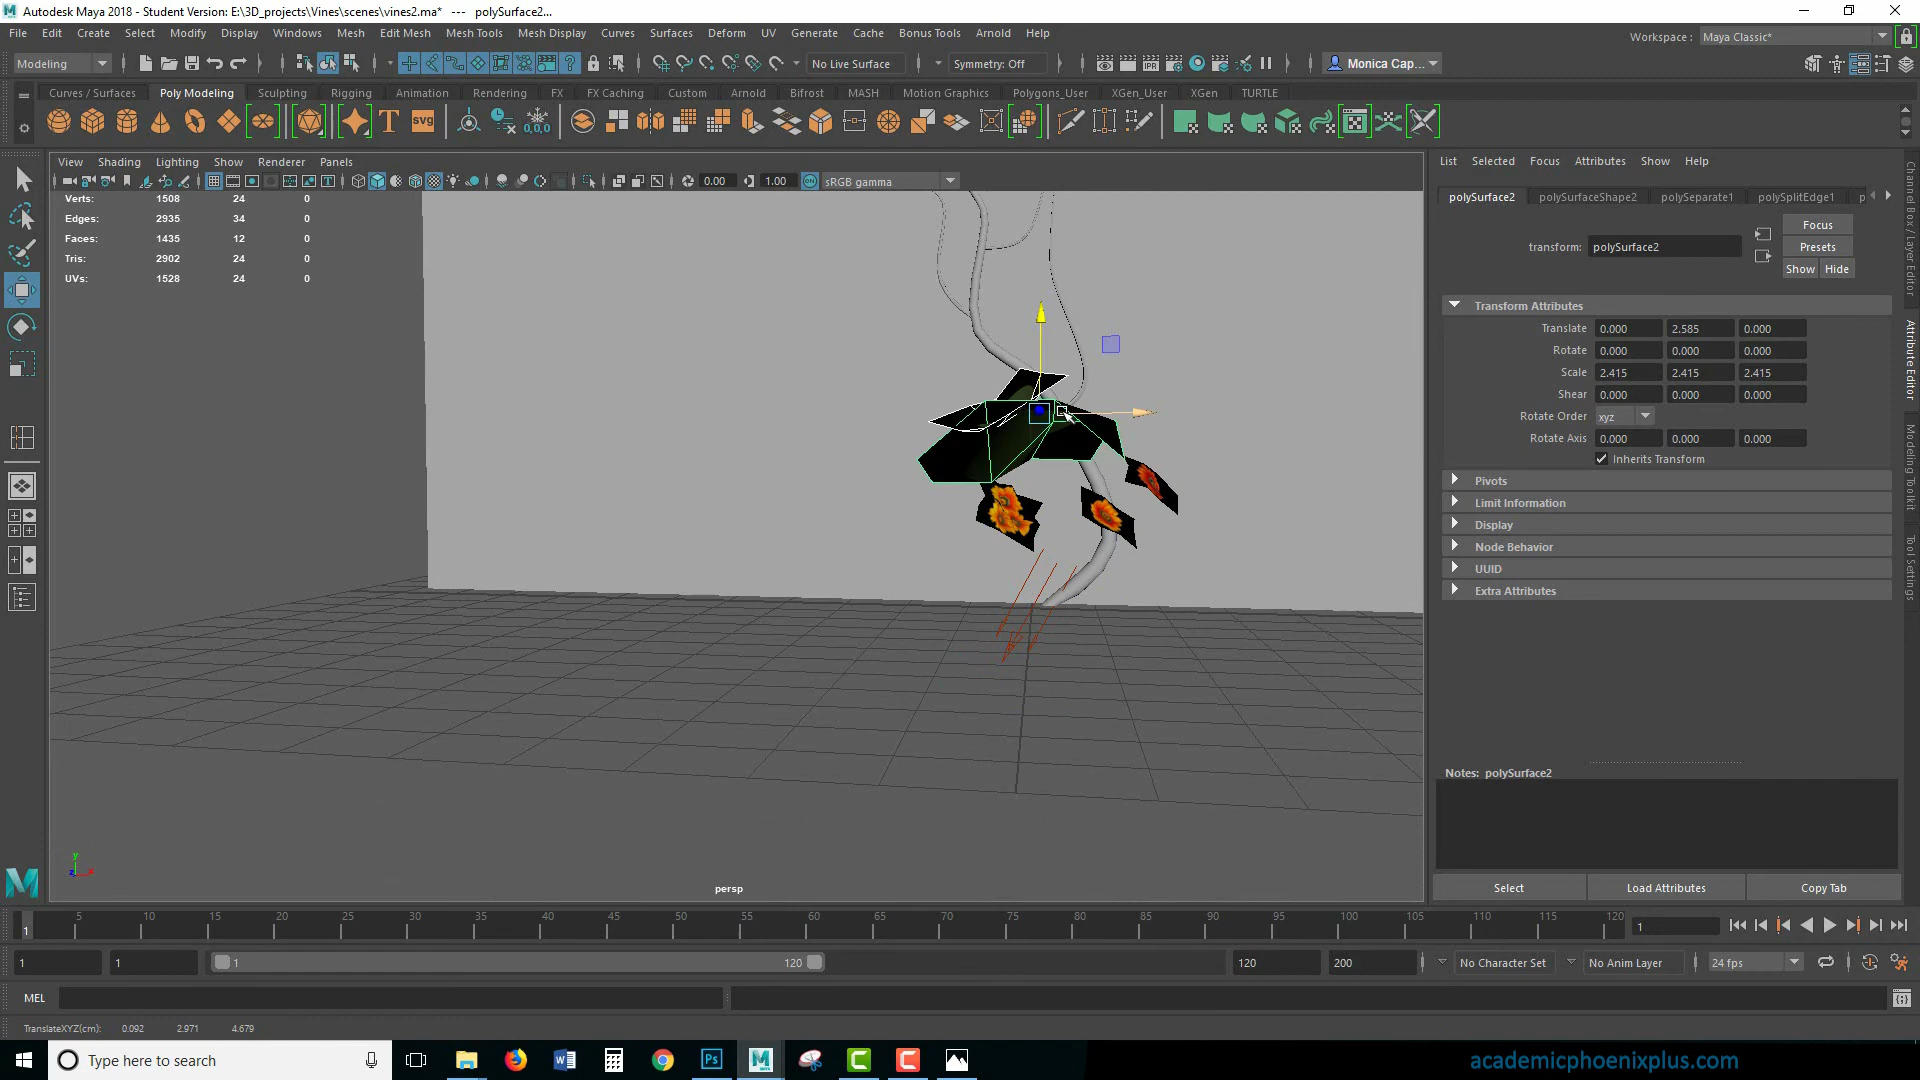 Autodesk Maya 2018 - Student Version: E:\3D_projects\Vines\scenes\vines2.ma* --- polySurface2...
File Edit Create Select Modify Display Windows Mesh Edit Mesh Mesh Tools Mesh Display Curves Surfaces Deform UV Generate Cache Bonus Tools Arnold Help
Workspace : Maya Classic*
Modeling No Live Surface Symmetry: Off Monica Cap...
Curves / Surfaces Poly Modeling Sculpting Rigging Animation Rendering FX FX Caching Custom Arnold Bifrost MASH Motion Graphics Polygons_User XGen_User XGen TURTLE
View Shading Lighting Show Renderer Panels
0.00 1.00 sRGB gamma
Verts: 1508 24 0
Edges: 2935 34 0
Faces: 1435 12 0
Tris: 2902 24 0
UVs: 1528 24 0
persp
List Selected Focus Attributes Show Help
polySurface2 polySurfaceShape2 polySeparate1 polySplitEdge1 p
Focus
transform: polySurface2 Presets
Show Hide
Transform Attributes
Translate 0.000 2.585 0.000
Rotate 0.000 0.000 0.000
Scale 2.415 2.415 2.415
Shear 0.000 0.000 0.000
Rotate Order xyz
Rotate Axis 0.000 0.000 0.000
Inherits Transform
Pivots
Limit Information
Display
Node Behavior
UUID
Extra Attributes
Notes: polySurface2
Select Load Attributes Copy Tab
Channel Box / Layer Editor
Attribute Editor
Modeling Toolkit
Tool Settings
1 5 10 15 20 25 30 35 40 45 50 55 60 65 70 75 80 85 90 95 100 105 110 115 120 1
1 1 1 120 120 200 No Character Set No Anim Layer 24 fps
MEL
TranslateXYZ(cm): 0.092 2.971 4.679
Type here to search
academicphoenixplus.com